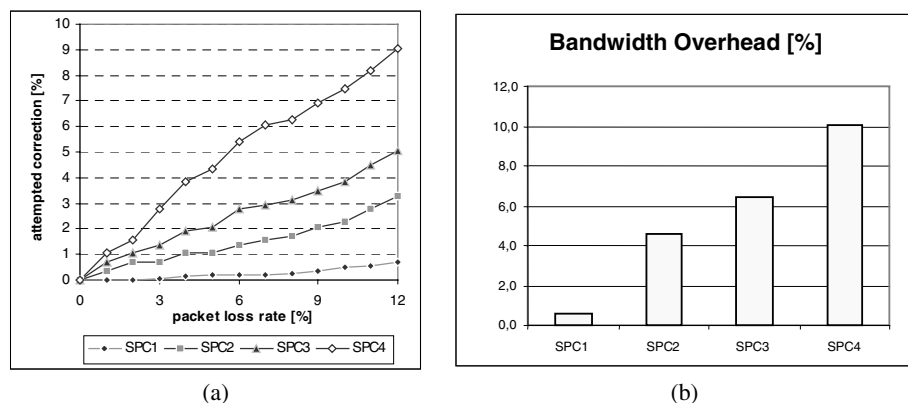 10
9
8
7
6
5
4
3
2
1
0
attempted correction [%]
0 3 6 9 12
packet loss rate [%]
SPC1 SPC2 SPC3 SPC4
(a)
Bandwidth Overhead [%]
12,0
10,0
8,0
6,0
4,0
2,0
0,0
SPC1 SPC2 SPC3 SPC4
(b)